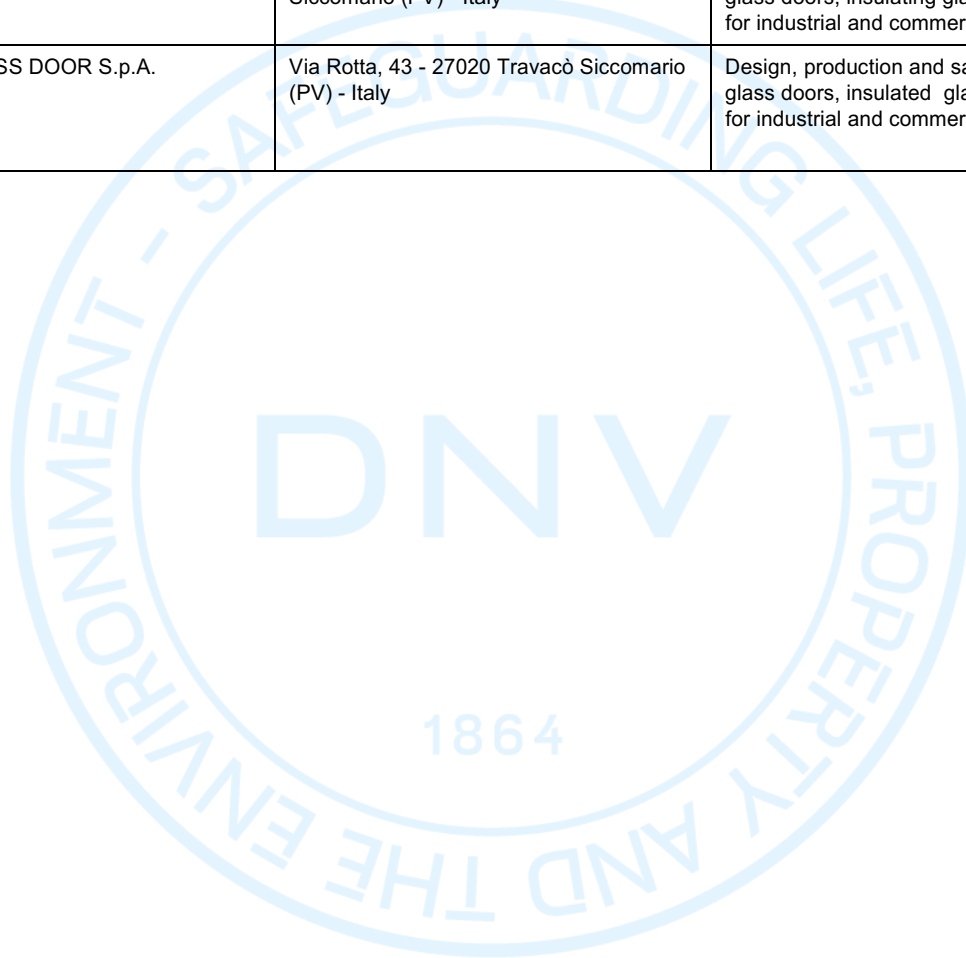 Siccomario (PV) - Italy
glass doors, insulating gla
for industrial and commer
SS DOOR S.p.A.
Via Rotta, 43 - 27020 Travacò Siccomario
(PV) - Italy
Design, production and sa
glass doors, insulated  gla
for industrial and commer
SAFEGUARDING LIFE, PROPERTY AND THE ENVIRONMENT -
DNV
1864